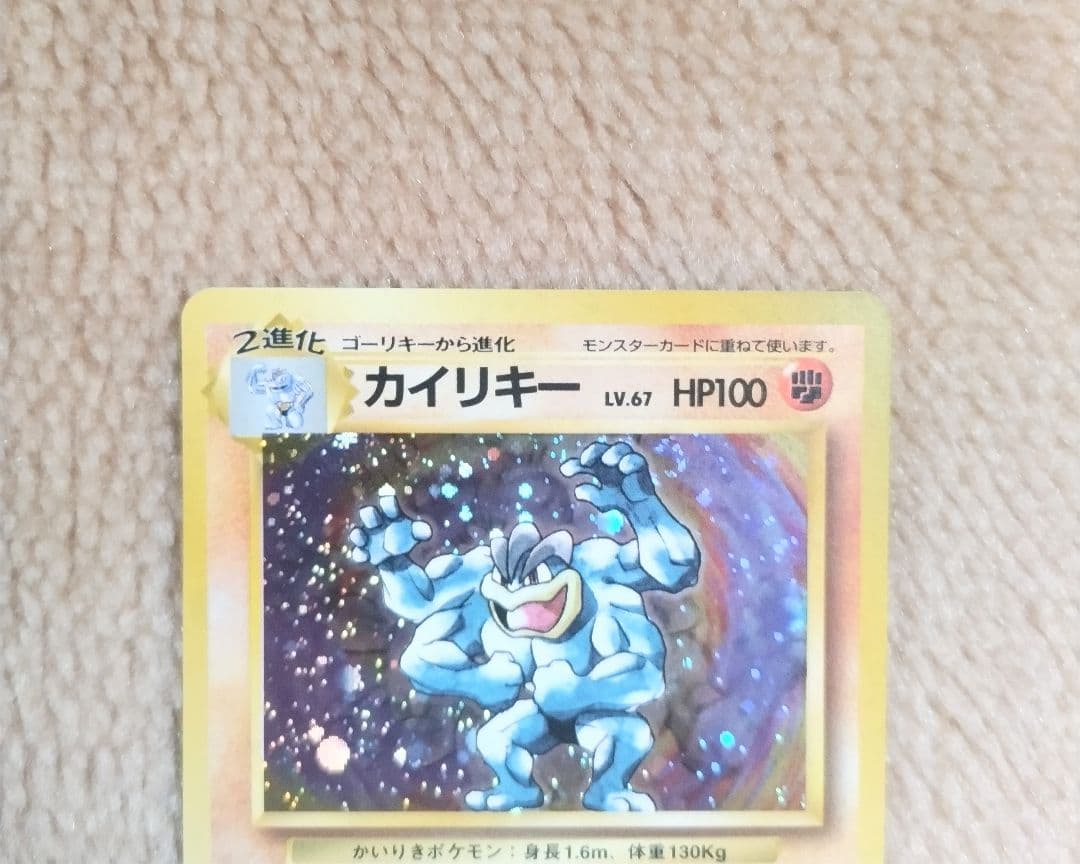 2進化 ゴーリキーから進化 モンスターカードに重ねて使います。
カイリキー LV.67 HP100
かいりきポケモン：身長1.6m、体重130Kg